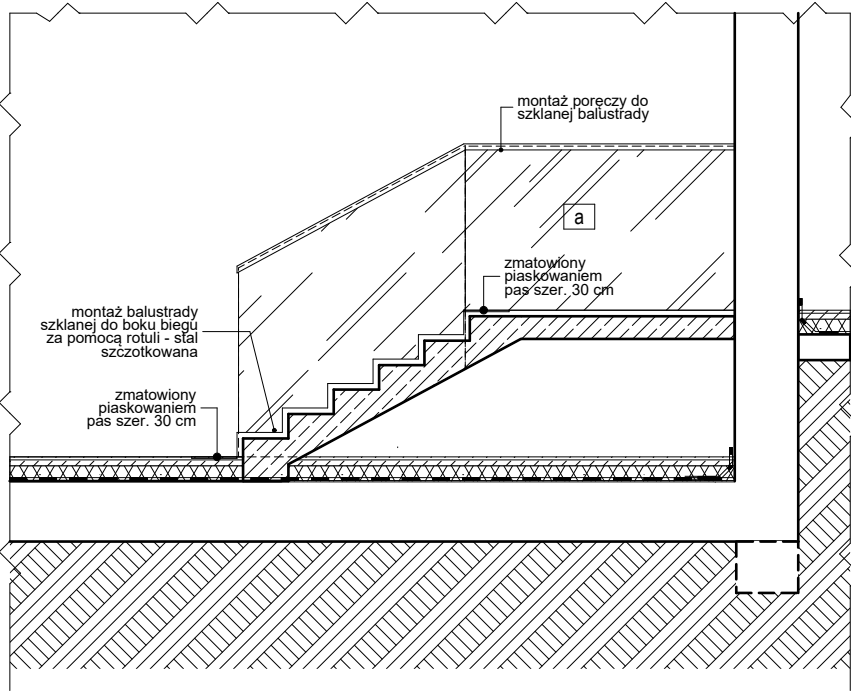 montaż poręczy do
szklanej balustrady
a
zmatowiony
piaskowaniem
pas szer. 30 cm
montaż balustrady
szklanej do boku biegu
za pomocą rotuli - stal
szczotkowana
zmatowiony
piaskowaniem
pas szer. 30 cm